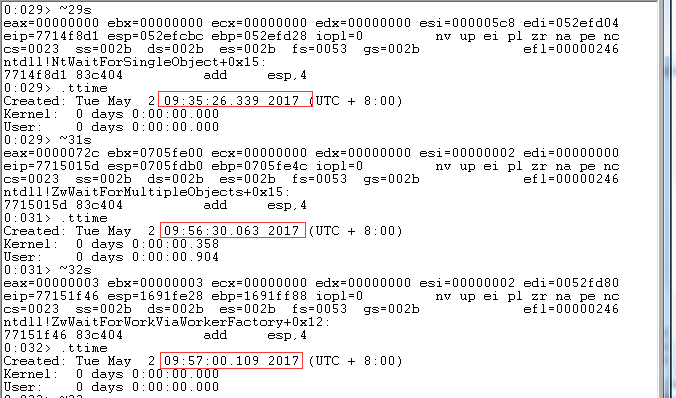 0:029> ~29s
eax=00000000 ebx=00000000 ecx=00000000 edx=00000000 esi=000005c8 edi=052efd04
eip=7714f8d1 esp=052efcbc ebp=052efd28 iopl=0 nv up ei pl zr na pe nc
cs=0023 ss=002b ds=002b es=002b fs=0053 gs=002b efl=00000246
ntdll!NtWaitForSingleObject+0x15:
7714f8d1 83c404 add esp,4
0:029> .ttime
Created: Tue May 2 09:35:26.339 2017 (UTC + 8:00)
Kernel: 0 days 0:00:00.000
User: 0 days 0:00:00.000
0:029> ~31s
eax=0000072c ebx=0705fe00 ecx=00000000 edx=00000000 esi=00000002 edi=00000000
eip=7715015d esp=0705fdb0 ebp=0705fe4c iopl=0 nv up ei pl zr na pe nc
cs=0023 ss=002b ds=002b es=002b fs=0053 gs=002b efl=00000246
ntdll!ZwWaitForMultipleObjects+0x15:
7715015d 83c404 add esp,4
0:031> .ttime
Created: Tue May 2 09:56:30.063 2017 (UTC + 8:00)
Kernel: 0 days 0:00:00.358
User: 0 days 0:00:00.904
0:031> ~32s
eax=00000003 ebx=00000003 ecx=00000000 edx=00000000 esi=00000002 edi=0052fd80
eip=77151f46 esp=1691fe28 ebp=1691ff88 iopl=0 nv up ei pl zr na pe nc
cs=0023 ss=002b ds=002b es=002b fs=0053 gs=002b efl=00000246
ntdll!ZwWaitForWorkViaWorkerFactory+0x12:
77151f46 83c404 add esp,4
0:032> .ttime
Created: Tue May 2 09:57:00.109 2017 (UTC + 8:00)
Kernel: 0 days 0:00:00.000
User: 0 days 0:00:00.000